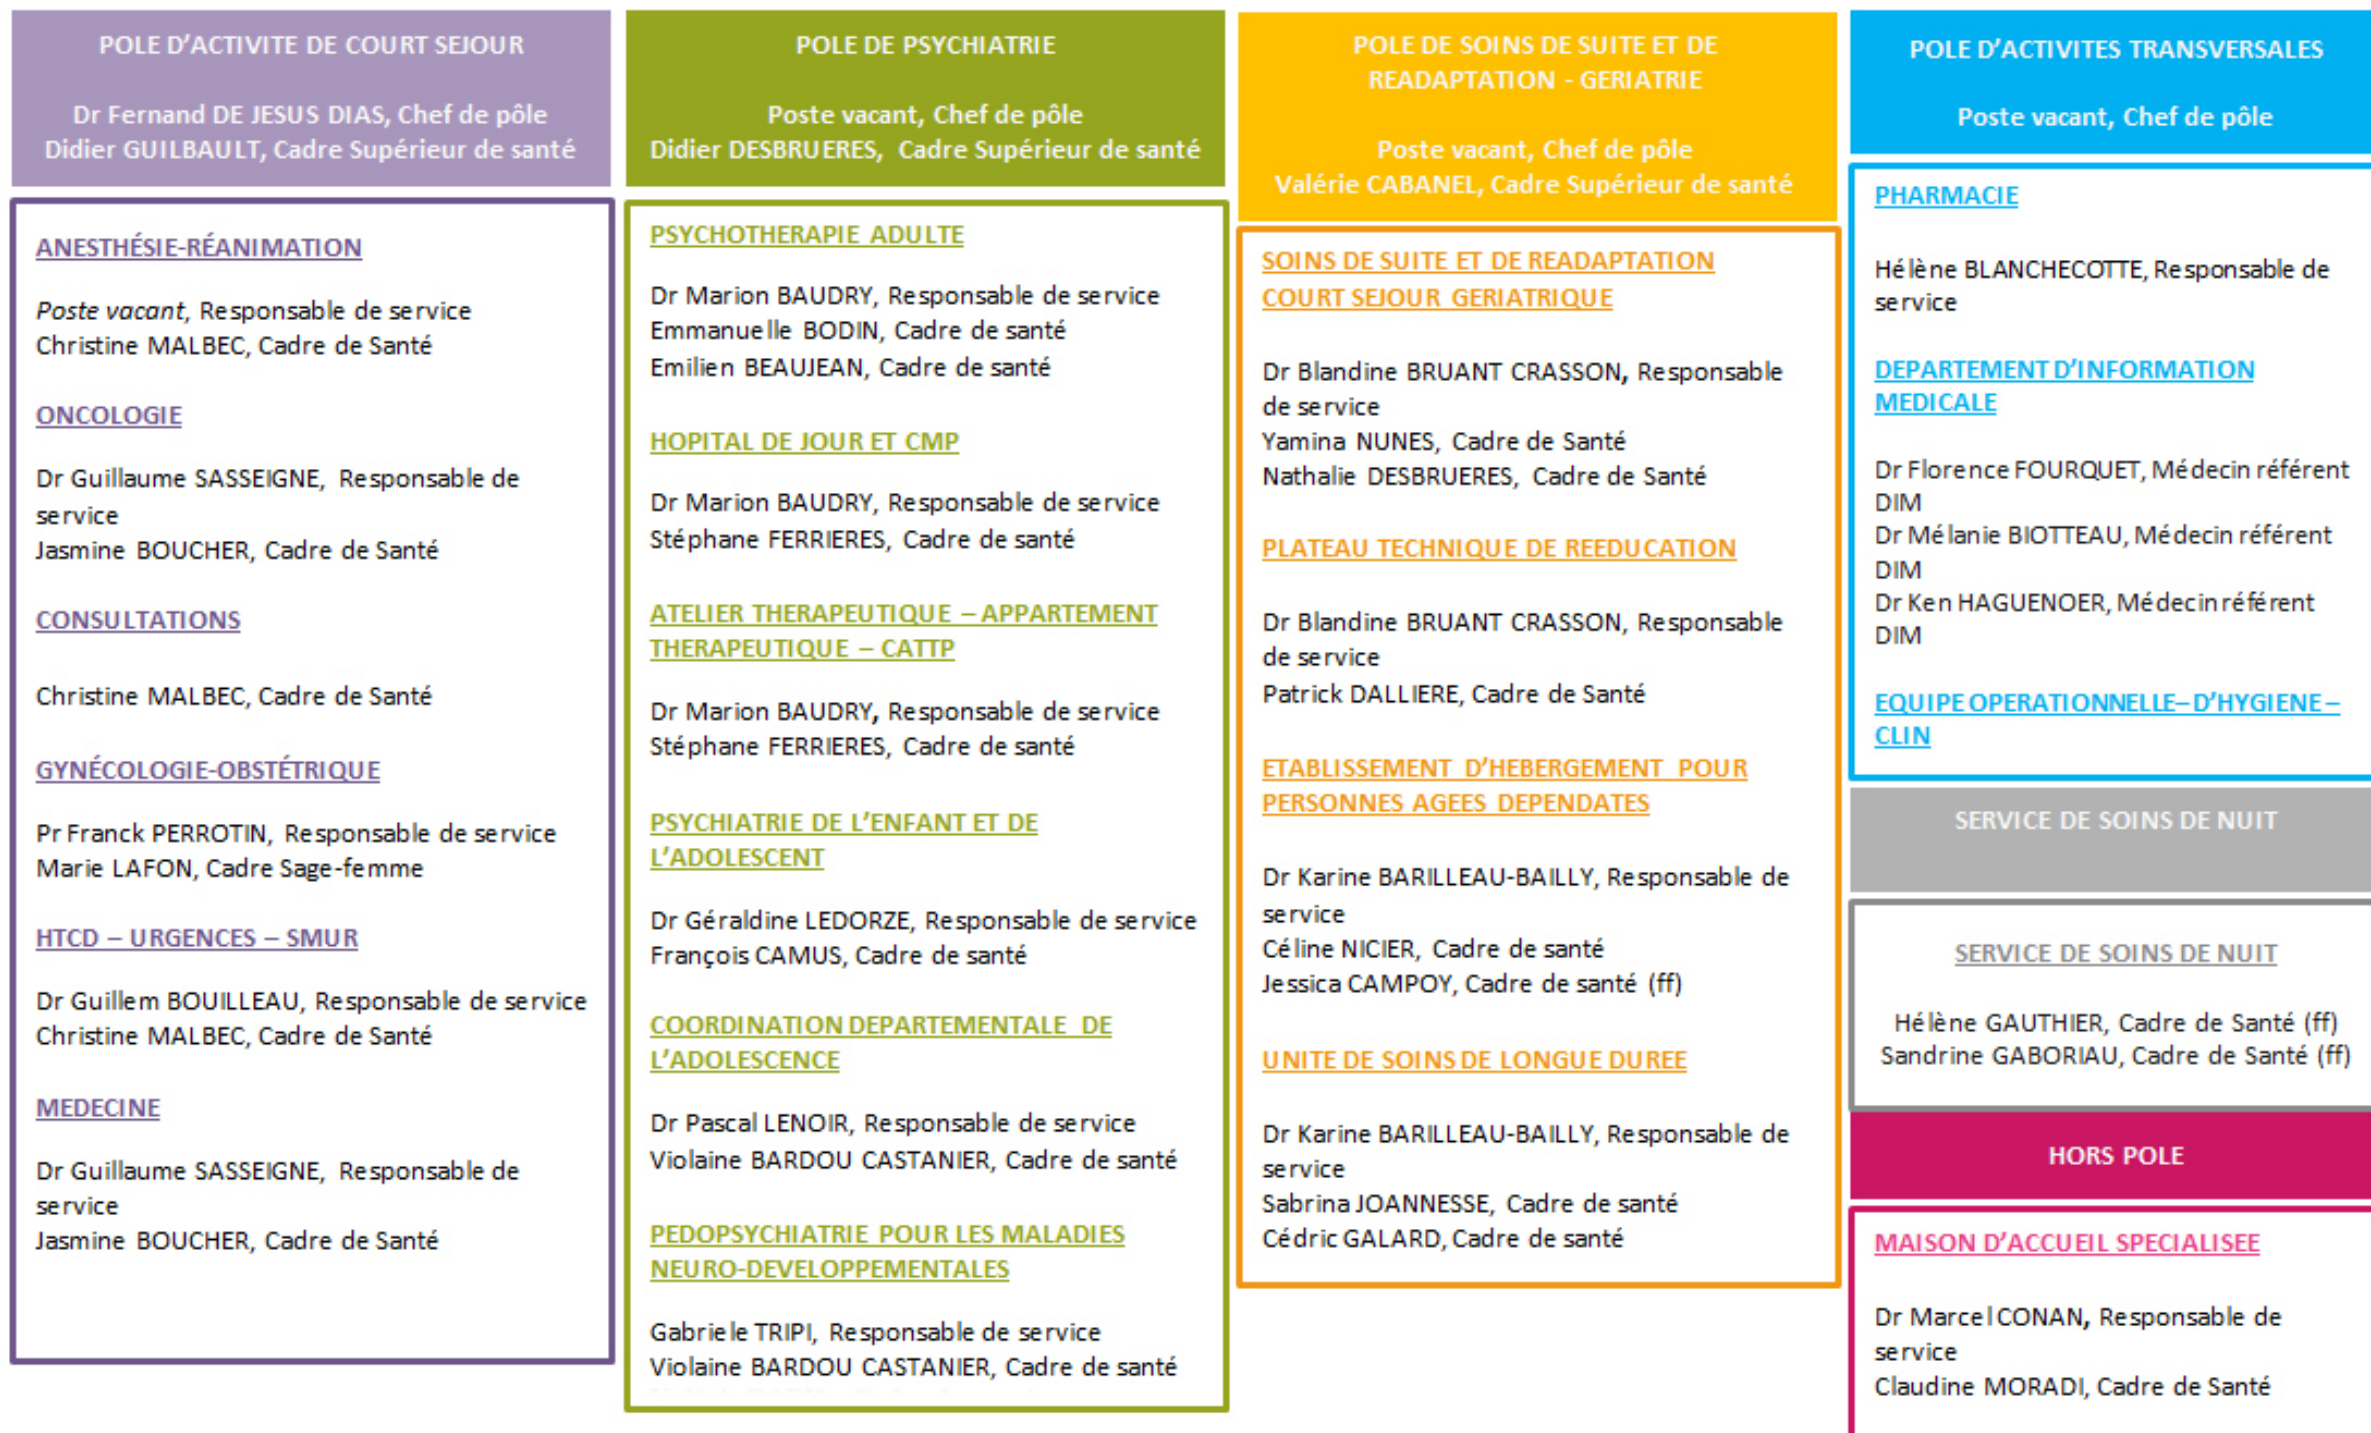 POLE D'ACTIVITE DE COURT SEJOUR
Dr Fernand DE JESUS DIAS, Chef de pôle
Didier GUILBAULT, Cadre Supérieur de santé
ANESTHÉSIE-RÉANIMATION
Poste vacant, Responsable de service
Christine MALBEC, Cadre de Santé
ONCOLOGIE
Dr Guillaume SASSEIGNE, Responsable de
service
Jasmine BOUCHER, Cadre de Santé
CONSULTATIONS
Christine MALBEC, Cadre de Santé
GYNÉCOLOGIE-OBSTÉTRIQUE
Pr Franck PERROTIN, Responsable de service
Marie LAFON, Cadre Sage-femme
HTCD – URGENCES – SMUR
Dr Guillem BOUILLEAU, Responsable de service
Christine MALBEC, Cadre de Santé
MEDECINE
Dr Guillaume SASSEIGNE, Responsable de
service
Jasmine BOUCHER, Cadre de Santé
POLE DE PSYCHIATRIE
Poste vacant, Chef de pôle
Didier DESBRUERES, Cadre Supérieur de santé
PSYCHOTHERAPIE ADULTE
Dr Marion BAUDRY, Responsable de service
Emmanuelle BODIN, Cadre de santé
Emilien BEAUJEAN, Cadre de santé
HOPITAL DE JOUR ET CMP
Dr Marion BAUDRY, Responsable de service
Stéphane FERRIERES, Cadre de santé
ATELIER THERAPEUTIQUE – APPARTEMENT
THERAPEUTIQUE – CATTP
Dr Marion BAUDRY, Responsable de service
Stéphane FERRIERES, Cadre de santé
PSYCHIATRIE DE L'ENFANT ET DE
L'ADOLESCENT
Dr Géraldine LEDORZE, Responsable de service
François CAMUS, Cadre de santé
COORDINATION DEPARTEMENTALE DE
L'ADOLESCENCE
Dr Pascal LENOIR, Responsable de service
Violaine BARDOU CASTANIER, Cadre de santé
PEDOPSYCHIATRIE POUR LES MALADIES
NEURO-DEVELOPPEMENTALES
Gabriele TRIPI, Responsable de service
Violaine BARDOU CASTANIER, Cadre de santé
POLE DE SOINS DE SUITE ET DE
READAPTATION - GERIATRIE
Poste vacant, Chef de pôle
Valérie CABANEL, Cadre Supérieur de santé
SOINS DE SUITE ET DE READAPTATION
COURT SEJOUR GERIATRIQUE
Dr Blandine BRUANT CRASSON, Responsable
de service
Yamina NUNES, Cadre de Santé
Nathalie DESBRUERES, Cadre de Santé
PLATEAU TECHNIQUE DE REEDUCATION
Dr Blandine BRUANT CRASSON, Responsable
de service
Patrick DALLIERE, Cadre de Santé
ETABLISSEMENT D'HEBERGEMENT POUR
PERSONNES AGEES DEPENDATES
Dr Karine BARILLEAU-BAILLY, Responsable de
service
Céline NICIER, Cadre de santé
Jessica CAMPOY, Cadre de santé (ff)
UNITE DE SOINS DE LONGUE DUREE
Dr Karine BARILLEAU-BAILLY, Responsable de
service
Sabrina JOANNESSE, Cadre de santé
Cédric GALARD, Cadre de santé
POLE D'ACTIVITES TRANSVERSALES
Poste vacant, Chef de pôle
PHARMACIE
Hélène BLANCHECOTTE, Responsable de
service
DEPARTEMENT D'INFORMATION
MEDICALE
Dr Florence FOURQUET, Médecin référent
DIM
Dr Mélanie BIOTTEAU, Médecin référent
DIM
Dr Ken HAGUENOER, Médecin référent
DIM
EQUIPE OPERATIONNELLE– D'HYGIENE –
CLIN
SERVICE DE SOINS DE NUIT
SERVICE DE SOINS DE NUIT
Hélène GAUTHIER, Cadre de Santé (ff)
Sandrine GABORIAU, Cadre de Santé (ff)
HORS POLE
MAISON D'ACCUEIL SPECIALISEE
Dr Marcel CONAN, Responsable de
service
Claudine MORADI, Cadre de Santé